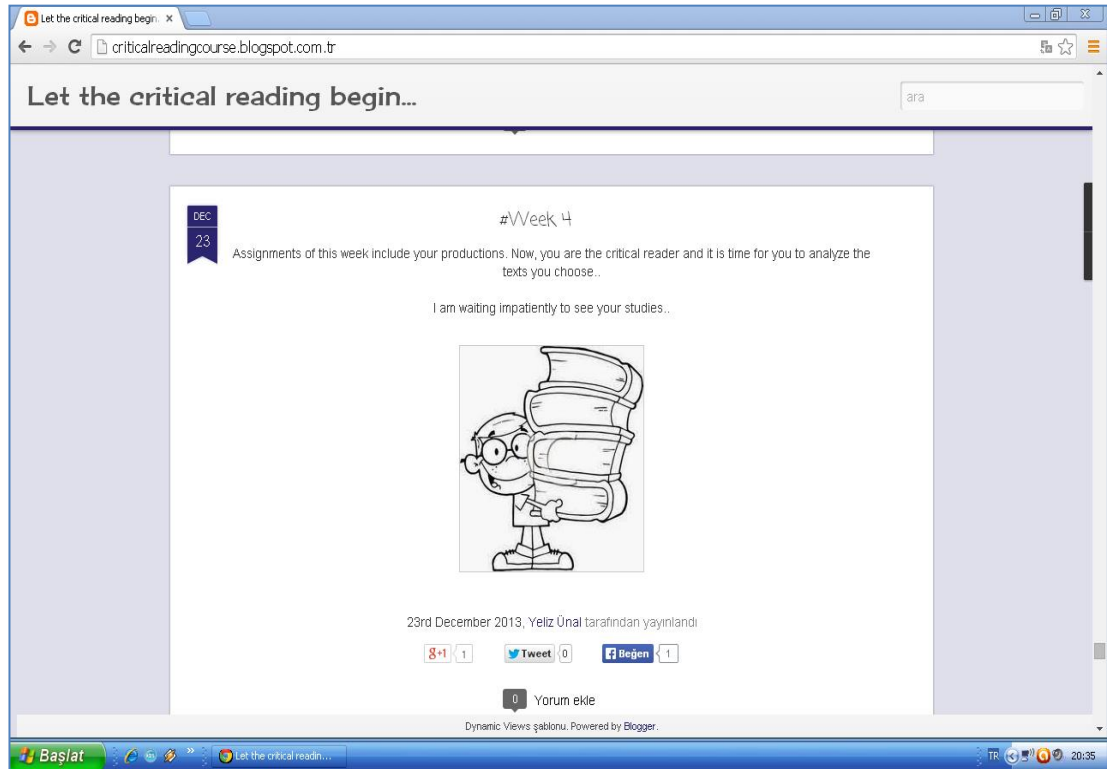 Let the critical reading begin.
criticalreadingcourse.blogspot.com.tr
Let the critical reading begin...
ara
DEC
23
#Week 4
Assignments of this week include your productions. Now, you are the critical reader and it is time for you to analyze the
texts you choose..
I am waiting impatiently to see your studies..
23rd December 2013, Yeliz Ünal tarafından yayınlandı
g+1 1 Tweet 0 f Beğen 1
0 Yorum ekle
Dynamic Views şablonu. Powered by Blogger.
Başlat
Let the critical readin...
TR
20:35